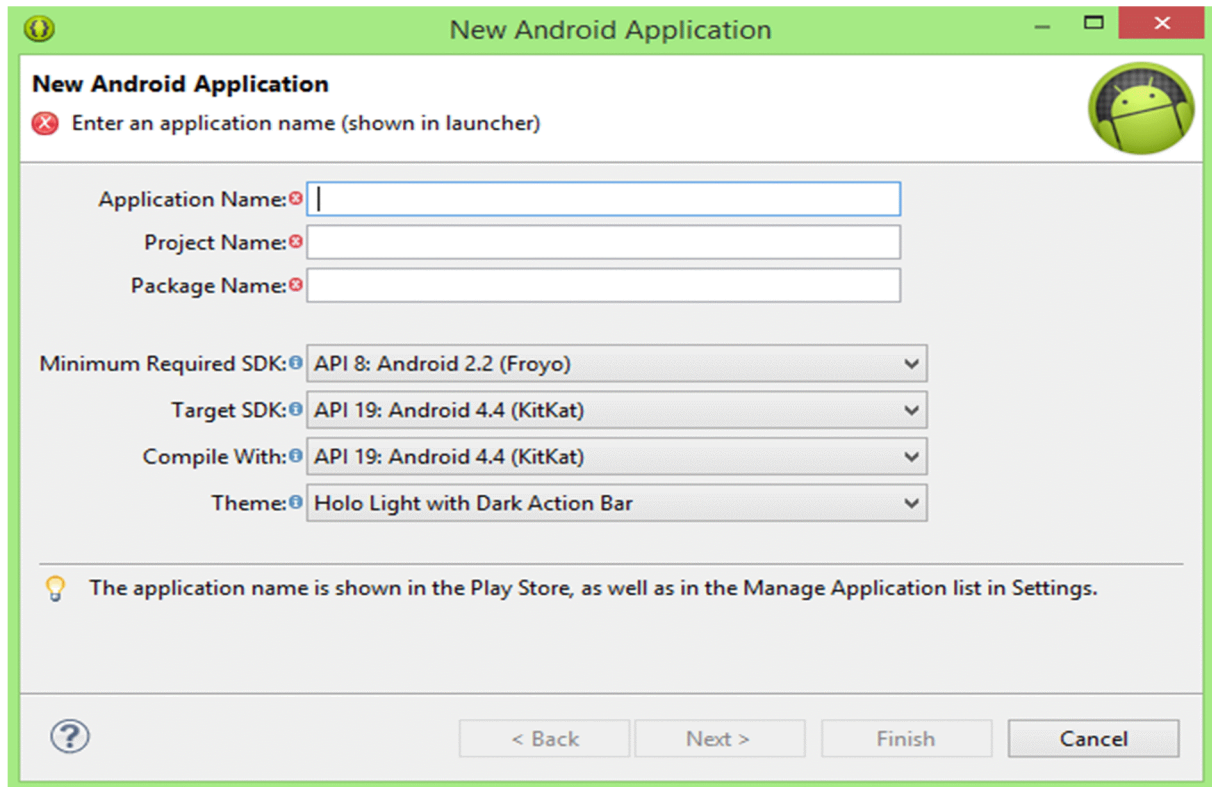 New Android Application
New Android Application
Enter an application name (shown in launcher)
Application Name:
Project Name:
Package Name:
Minimum Required SDK: API 8: Android 2.2 (Froyo)
Target SDK: API 19: Android 4.4 (KitKat)
Compile With: API 19: Android 4.4 (KitKat)
Theme: Holo Light with Dark Action Bar
The application name is shown in the Play Store, as well as in the Manage Application list in Settings.
? < Back Next > Finish Cancel